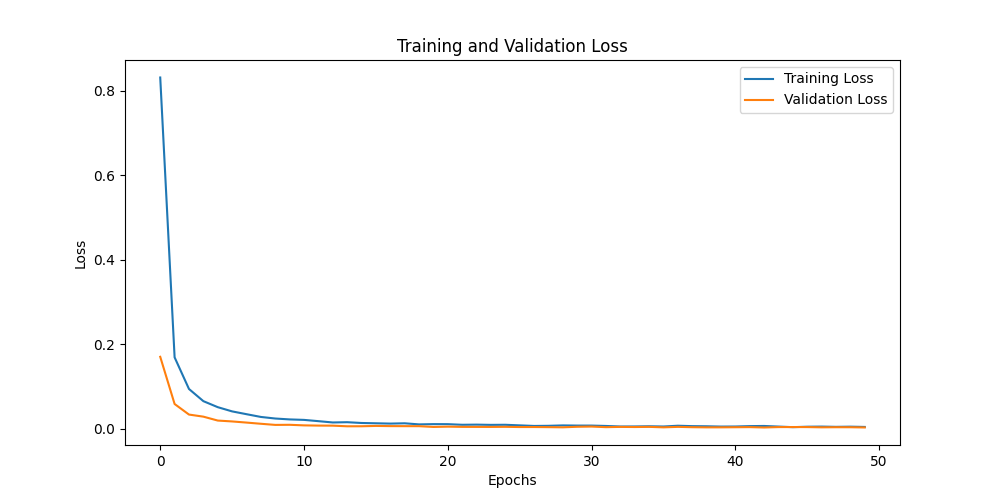 Training and Validation Loss
Training Loss
Validation Loss
Loss
0.8
0.6
0.4
0.2
0.0
0 10 20 30 40 50
Epochs